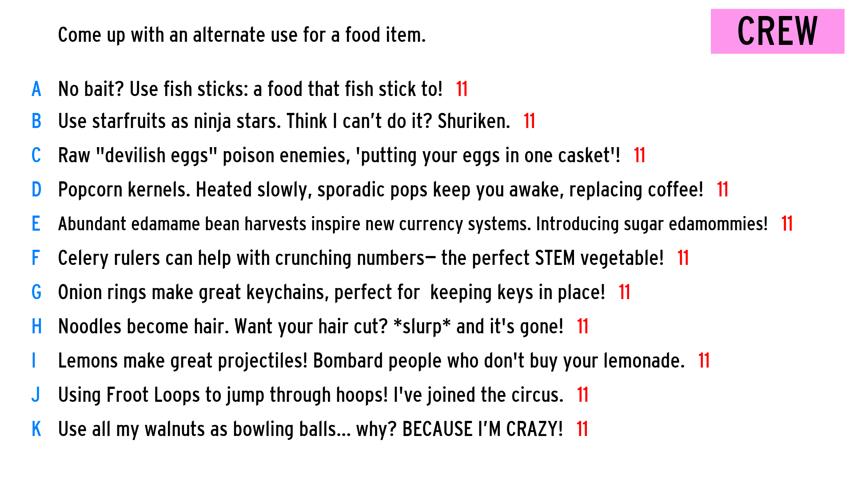 Come up with an alternate use for a food item.
CREW
A No bait? Use fish sticks: a food that fish stick to! 11
B Use starfruits as ninja stars. Think I can’t do it? Shuriken. 11
C Raw "devilish eggs" poison enemies, 'putting your eggs in one casket'! 11
D Popcorn kernels. Heated slowly, sporadic pops keep you awake, replacing coffee! 11
E Abundant edamame bean harvests inspire new currency systems. Introducing sugar edamommies! 11
F Celery rulers can help with crunching numbers— the perfect STEM vegetable! 11
G Onion rings make great keychains, perfect for  keeping keys in place! 11
H Noodles become hair. Want your hair cut? *slurp* and it's gone! 11
I Lemons make great projectiles! Bombard people who don't buy your lemonade. 11
J Using Froot Loops to jump through hoops! I've joined the circus. 11
K Use all my walnuts as bowling balls... why? BECAUSE I’M CRAZY! 11